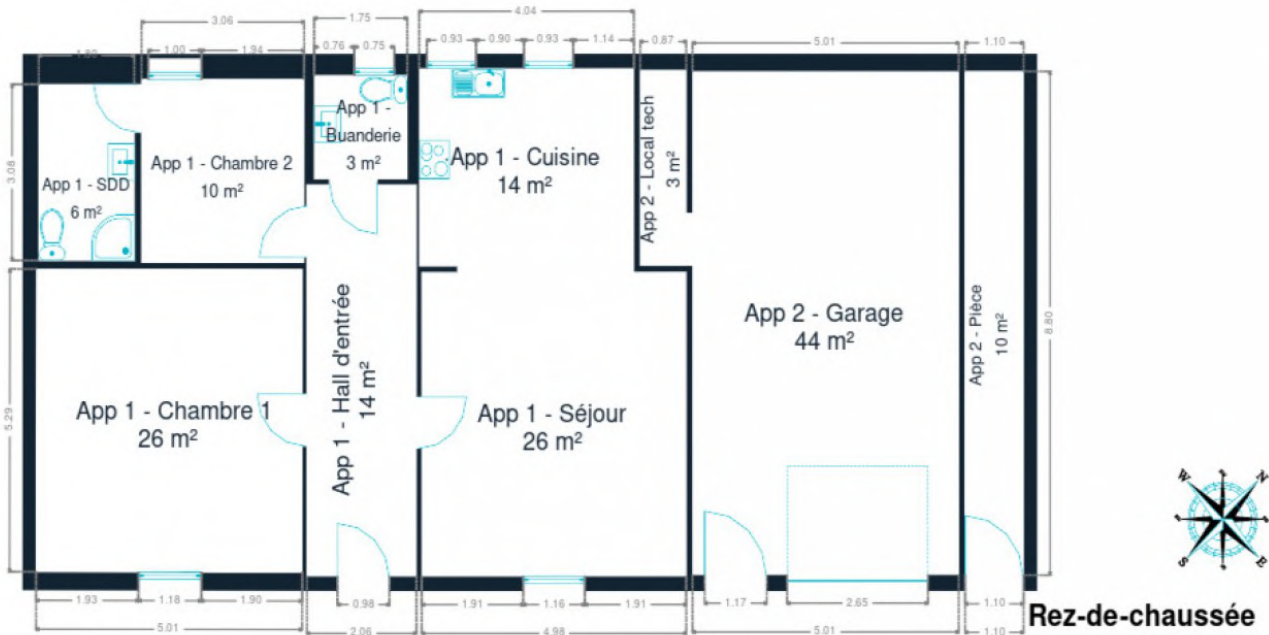 4.04
3.06
1.75
5.01
1.10
1.00
1.94
0.76
0.75
0.93
0.90
0.93
1.14
0.87
3.08
App 1 - SDD
6 m²
App 1 - Chambre 2
10 m²
App 1 -
Buanderie
3 m²
App 1 - Cuisine
14 m²
App 2 - Local tech
3 m²
App 2 - Garage
44 m²
App 2 - Pièce
10 m²
8.80
5.29
App 1 - Chambre 1
26 m²
App 1 - Hall d'entrée
14 m²
App 1 - Séjour
26 m²
W
N
S
E
1.93
1.18
1.90
0.98
1.91
1.16
1.91
1.17
2.65
1.10
5.01
2.06
4.98
5.01
1.10
Rez-de-chaussée